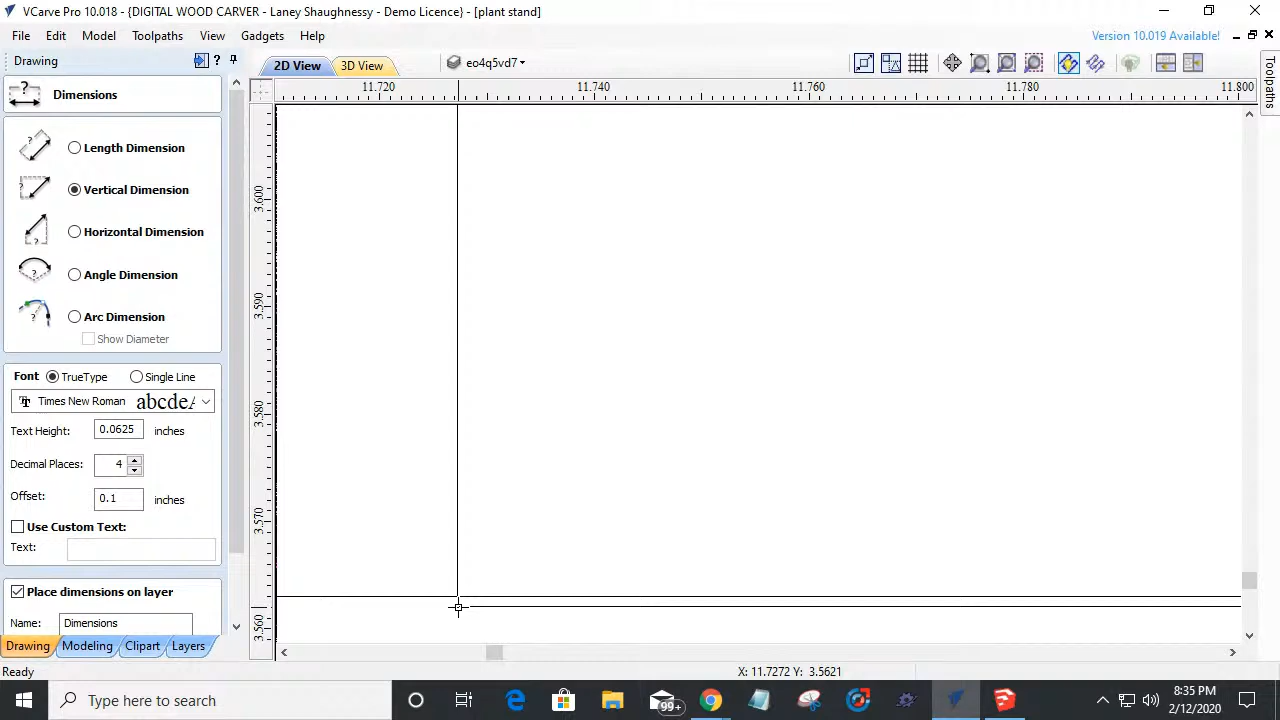 VCarve Pro 10.018 - {DIGITAL WOOD CARVER - Laney Shaughnessy - Demo Licence} - [plant stand]
File Edit Model Toolpaths View Gadgets Help
Version 10.019 Available!
Drawing
2D View 3D View eo4q5vd7
Toolpaths
11.720 11.740 11.760 11.780 11.800
Dimensions
Length Dimension
Vertical Dimension
Horizontal Dimension
Angle Dimension
Arc Dimension
Show Diameter
3.600
3.590
3.580
3.570
3.560
Font TrueType Single Line
Times New Roman abcdeA
Text Height: 0.0625 inches
Decimal Places: 4
Offset: 0.1 inches
Use Custom Text:
Text:
Place dimensions on layer
Name: Dimensions
Drawing Modeling Clipart Layers
Ready
X: 11.7272 Y: 3.5621
Type here to search
99+
8:35 PM
2/12/2020